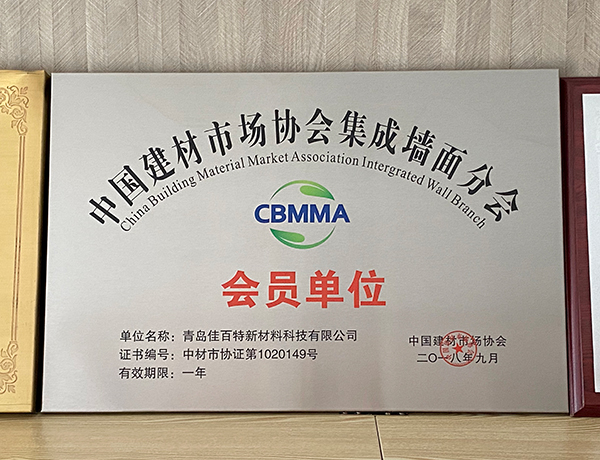 中国建材市场协会集成墙面分会
China Building Material Market Association Intergrated Wall Branch
CBMMA
会员单位
单位名称：青岛佳百特新材料科技有限公司
证书编号：中材市协证第1020149号
有效期限：一年
中国建材市场协会
二〇一八年九月